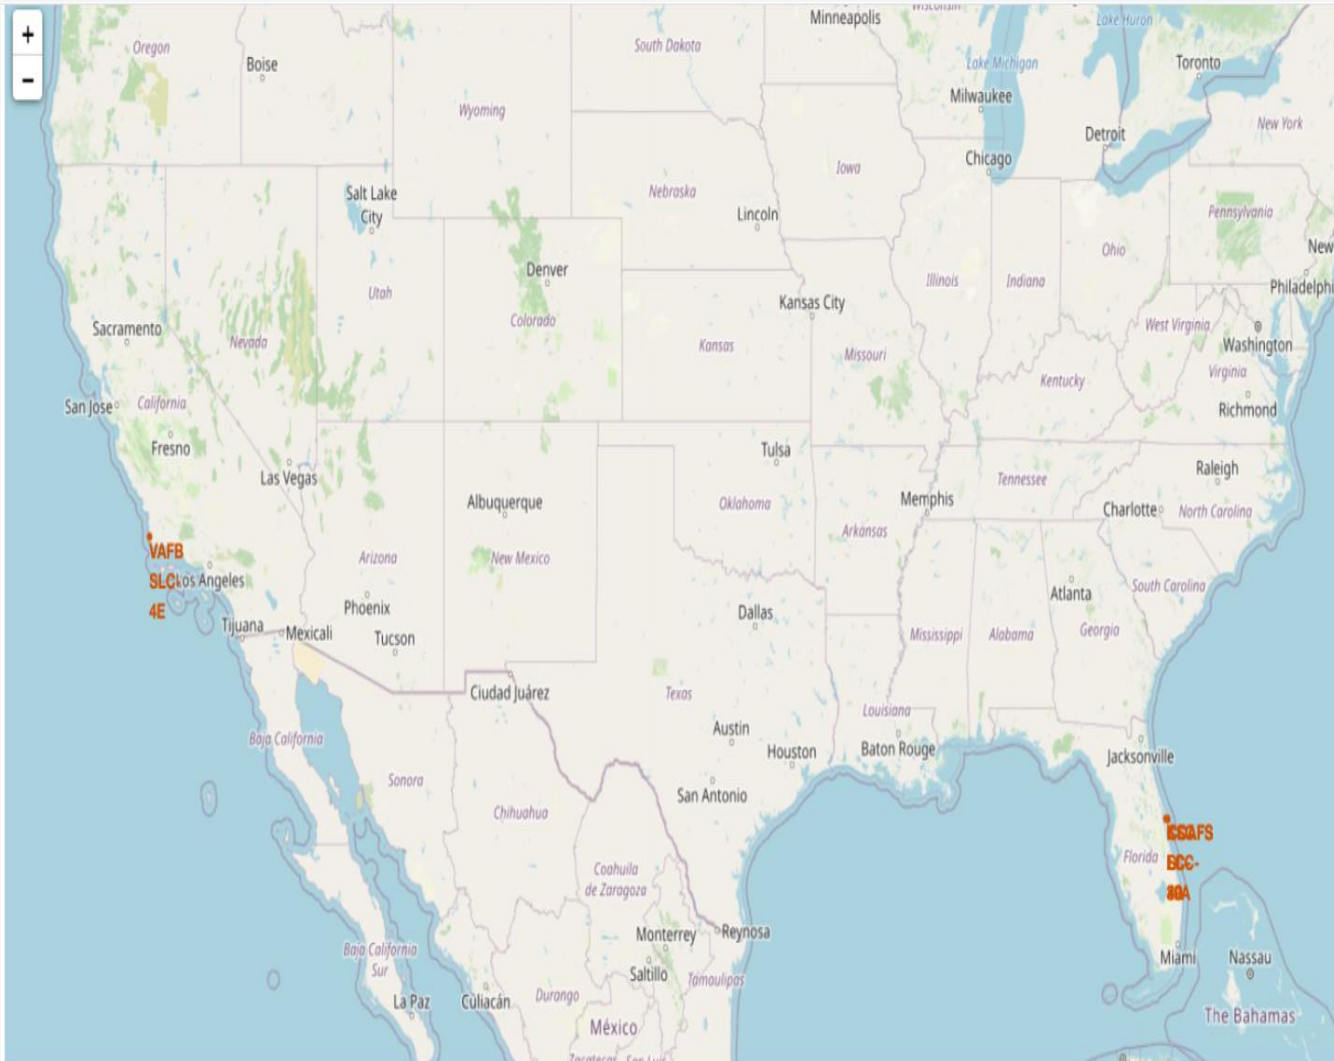 +
Minneapolis
Wisconsin
Lake Huron
Oregon
South Dakota
Boise
Lake Michigan
Toronto
Milwaukee
Wyoming
New York
Detroit
Chicago
Iowa
Salt Lake
City
Nebraska
Lincoln
Pennsylvania
New
Ohio
Denver
Utah
Illinois
Indiana
Philadelphi
Kansas City
Colorado
Sacramento
West Virginia
Nevada
Kansas
Missouri
Washington
Virginia
Kentucky
San Jose
California
Richmond
Fresno
Tulsa
Las Vegas
Raleigh
Tennessee
Albuquerque
Oklahoma
Memphis
Charlotte
North Carolina
Arkansas
VAFB
Arizona
New Mexico
SLC-
Los Angeles
4E
South Carolina
Atlanta
Phoenix
Dallas
Tijuana
Mexicali
Tucson
Mississippi
Alabama
Georgia
Ciudad Juárez
Texas
Louisiana
Austin
Baja California
Houston
Baton Rouge
Jacksonville
Sonora
San Antonio
Chihuahua
Florida
Coahuila
de Zaragoza
Monterrey
Reynosa
Baja California
Sur
Miami
Nassau
Saltillo
Tamaulipas
La Paz
Culiacán
Durango
The Bahamas
México
Zacatecas
San Luis